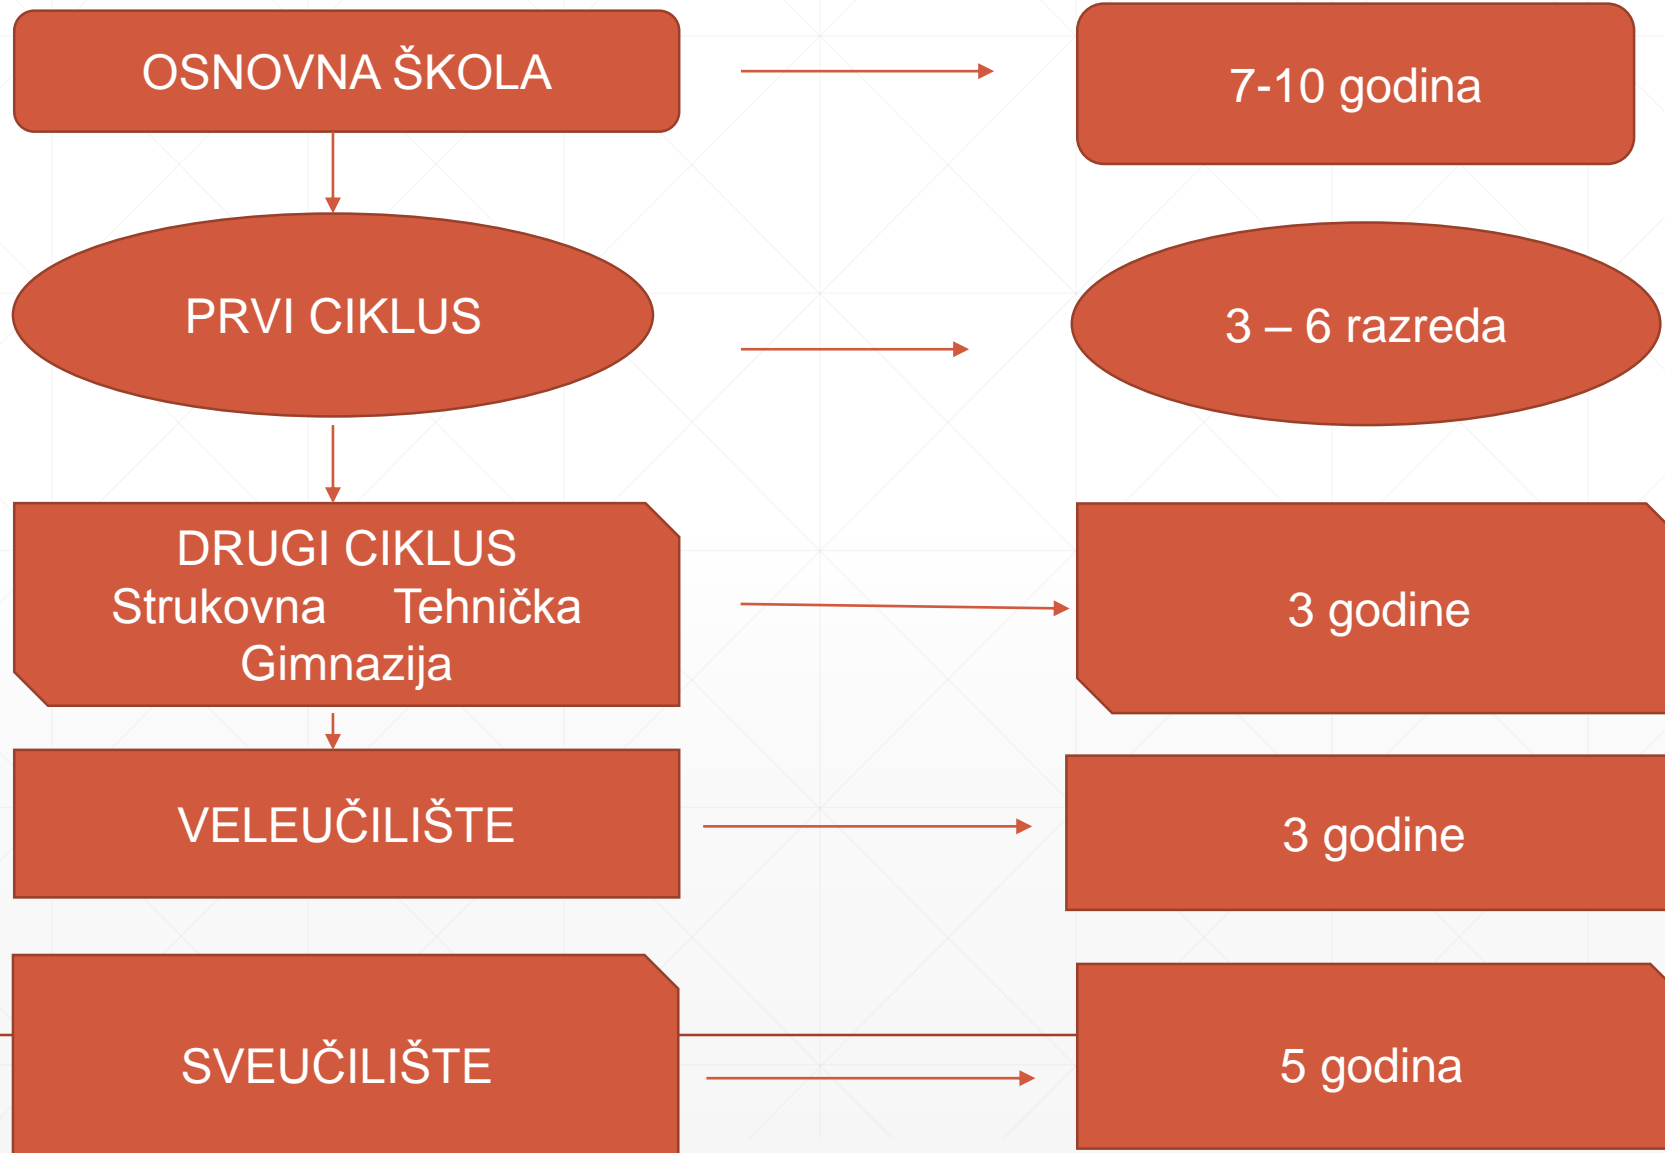 OSNOVNA ŠKOLA
7-10 godina
PRVI CIKLUS
3 – 6 razreda
DRUGI CIKLUS
Strukovna Tehnička
Gimnazija
3 godine
VELEUČILIŠTE
3 godine
SVEUČILIŠTE
5 godina